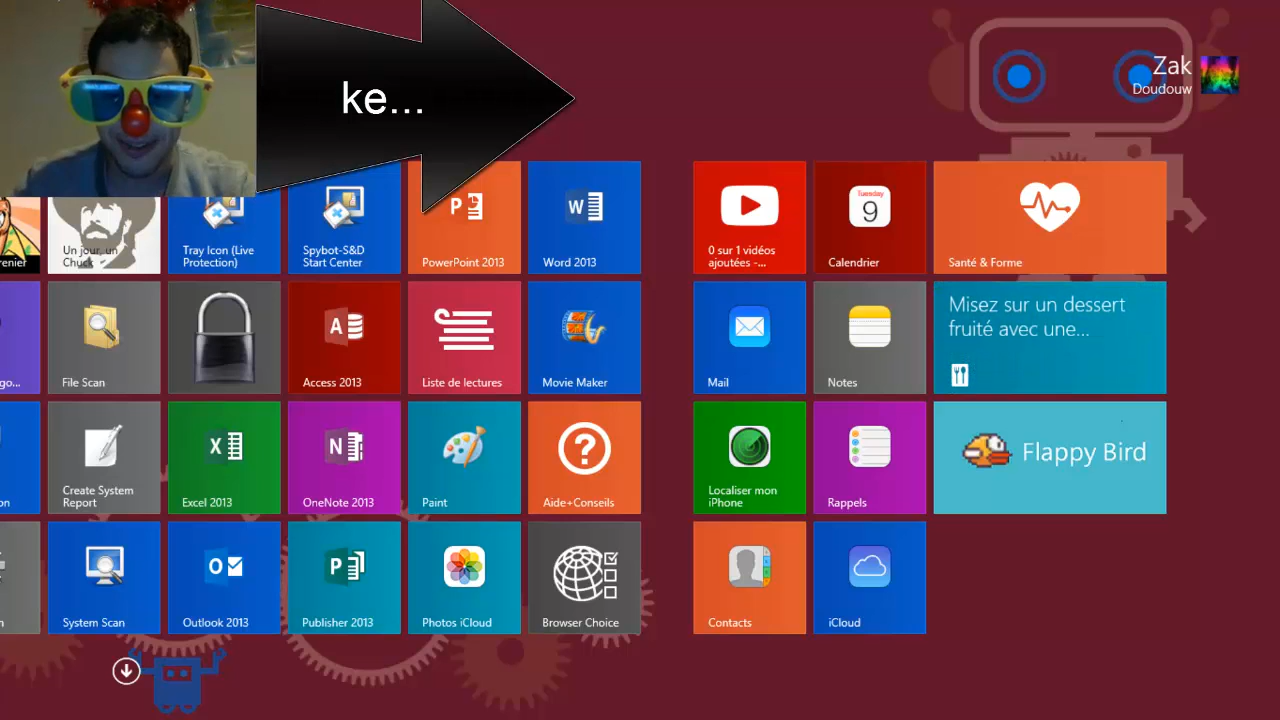 ke...
Zak
Doudouw
renier
Un jour, un
Chuck
Tray Icon (Live
Protection)
Spybot-S&D
Start Center
P
PowerPoint 2013
W
Word 2013
0 sur 1 vidéos
ajoutées -...
Tuesday
9
Calendrier
Santé & Forme
go...
File Scan
A
Access 2013
Liste de lectures
Movie Maker
Mail
Notes
Misez sur un dessert
fruité avec une...
on
Create System
Report
X
Excel 2013
N
OneNote 2013
Paint
?
Aide+Conseils
Localiser mon
iPhone
Rappels
Flappy Bird
System Scan
O
Outlook 2013
P
Publisher 2013
Photos iCloud
Browser Choice
Contacts
iCloud